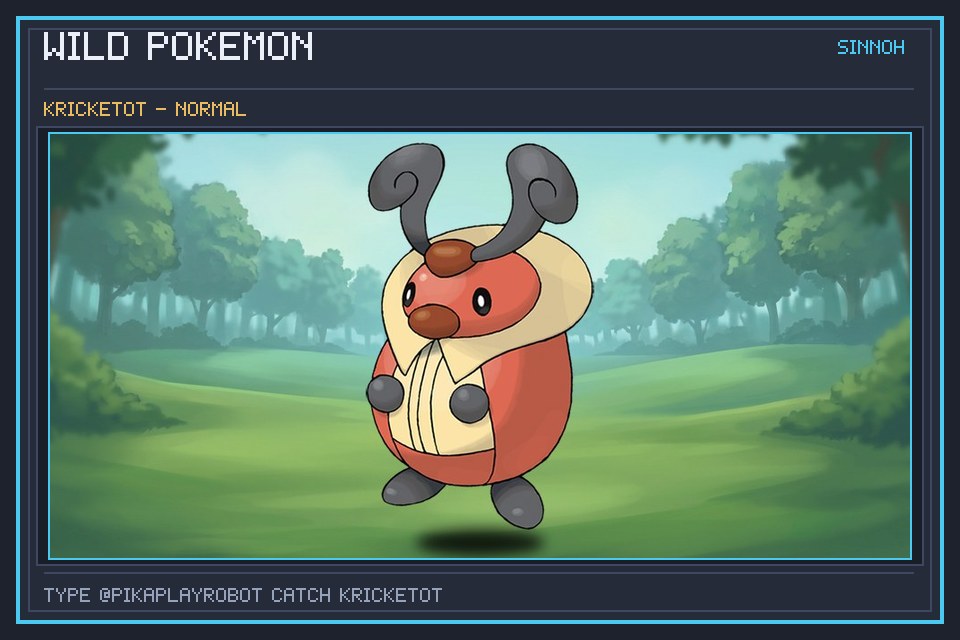 WILD POKEMON
SINNOH
KRICKETOT - NORMAL
TYPE @PIKAPLAYROBOT CATCH KRICKETOT